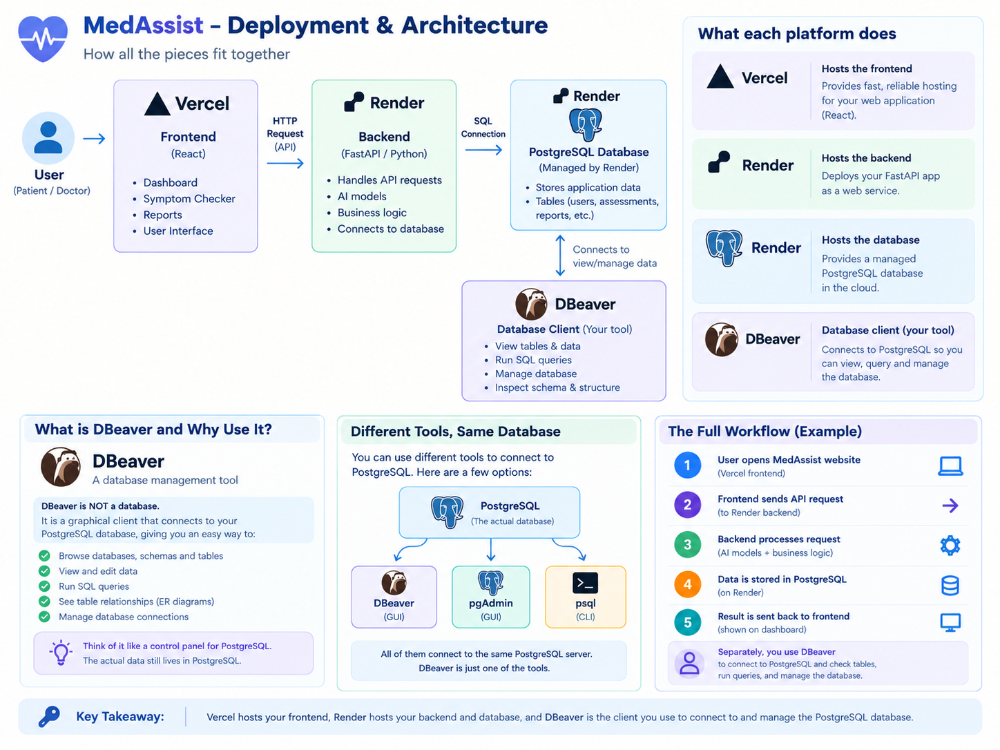 MedAssist – Deployment & Architecture
How all the pieces fit together
User
(Patient / Doctor)
Vercel
Frontend
(React)
• Dashboard
• Symptom Checker
• Reports
• User Interface
HTTP
Request
(API)
Render
Backend
(FastAPI / Python)
• Handles API requests
• AI models
• Business logic
• Connects to database
SQL
Connection
Render
PostgreSQL Database
(Managed by Render)
• Stores application data
• Tables (users, assessments,
reports, etc.)
Connects to
view/manage data
DBeaver
Database Client (Your tool)
• View tables & data
• Run SQL queries
• Manage database
• Inspect schema & structure
What each platform does
Vercel
Hosts the frontend
Provides fast, reliable hosting
for your web application
(React).
Render
Hosts the backend
Deploys your FastAPI app
as a web service.
Render
Hosts the database
Provides a managed
PostgreSQL database
in the cloud.
DBeaver
Database client (your tool)
Connects to PostgreSQL so you
can view, query and manage
the database.
What is DBeaver and Why Use It?
DBeaver
A database management tool
DBeaver is NOT a database.
It is a graphical client that connects to your
PostgreSQL database, giving you an easy way to:
Browse databases, schemas and tables
View and edit data
Run SQL queries
See table relationships (ER diagrams)
Manage database connections
Think of it like a control panel for PostgreSQL.
The actual data still lives in PostgreSQL.
Different Tools, Same Database
You can use different tools to connect to
PostgreSQL. Here are a few options:
PostgreSQL
(The actual database)
DBeaver
(GUI)
pgAdmin
(GUI)
>_
psql
(CLI)
All of them connect to the same PostgreSQL server.
DBeaver is just one of the tools.
The Full Workflow (Example)
1
User opens MedAssist website
(Vercel frontend)
2
Frontend sends API request
(to Render backend)
3
Backend processes request
(AI models + business logic)
4
Data is stored in PostgreSQL
(on Render)
5
Result is sent back to frontend
(shown on dashboard)
Separately, you use DBeaver
to connect to PostgreSQL and check tables,
run queries, and manage the database.
Key Takeaway:
Vercel hosts your frontend, Render hosts your backend and database, and DBeaver is the client you use to connect to and manage the PostgreSQL database.